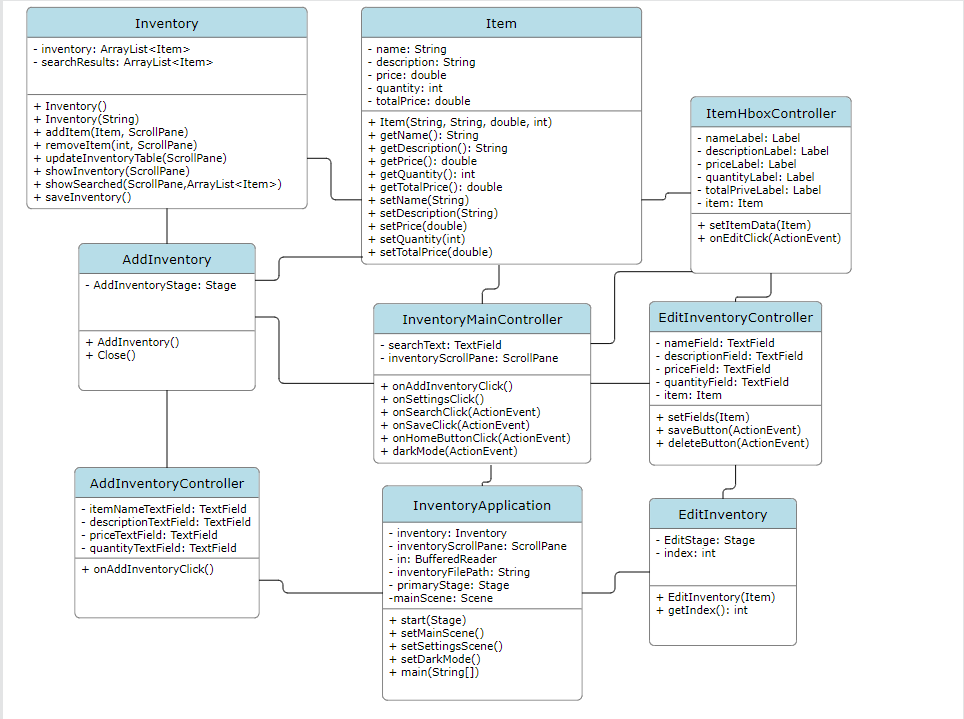 Inventory
- inventory: ArrayList<Item>
- searchResults: ArrayList<Item>
+ Inventory()
+ Inventory(String)
+ addItem(Item, ScrollPane)
+ removeItem(int, ScrollPane)
+ updateInventoryTable(ScrollPane)
+ showInventory(ScrollPane)
+ showSearched(ScrollPane,ArrayList<Item>)
+ saveInventory()
Item
- name: String
- description: String
- price: double
- quantity: int
- totalPrice: double
+ Item(String, String, double, int)
+ getName(): String
+ getDescription(): String
+ getPrice(): double
+ getQuantity(): int
+ getTotalPrice(): double
+ setName(String)
+ setDescription(String)
+ setPrice(double)
+ setQuantity(int)
+ setTotalPrice(double)
ItemHboxController
- nameLabel: Label
- descriptionLabel: Label
- priceLabel: Label
- quantityLabel: Label
- totalPriveLabel: Label
- item: Item
+ setItemData(Item)
+ onEditClick(ActionEvent)
AddInventory
- AddInventoryStage: Stage
+ AddInventory()
+ Close()
InventoryMainController
- searchText: TextField
- inventoryScrollPane: ScrollPane
+ onAddInventoryClick()
+ onSettingsClick()
+ onSearchClick(ActionEvent)
+ onSaveClick(ActionEvent)
+ onHomeButtonClick(ActionEvent)
+ darkMode(ActionEvent)
EditInventoryController
- nameField: TextField
- descriptionField: TextField
- priceField: TextField
- quantityField: TextField
- item: Item
+ setFields(Item)
+ saveButton(ActionEvent)
+ deleteButton(ActionEvent)
AddInventoryController
- itemNameTextField: TextField
- descriptionTextField: TextField
- priceTextField: TextField
- quantityTextField: TextField
+ onAddInventoryClick()
InventoryApplication
- inventory: Inventory
- inventoryScrollPane: ScrollPane
- in: BufferedReader
- inventoryFilePath: String
- primaryStage: Stage
-mainScene: Scene
+ start(Stage)
+ setMainScene()
+ setSettingsScene()
+ setDarkMode()
+ main(String[])
EditInventory
- EditStage: Stage
- index: int
+ EditInventory(Item)
+ getIndex(): int